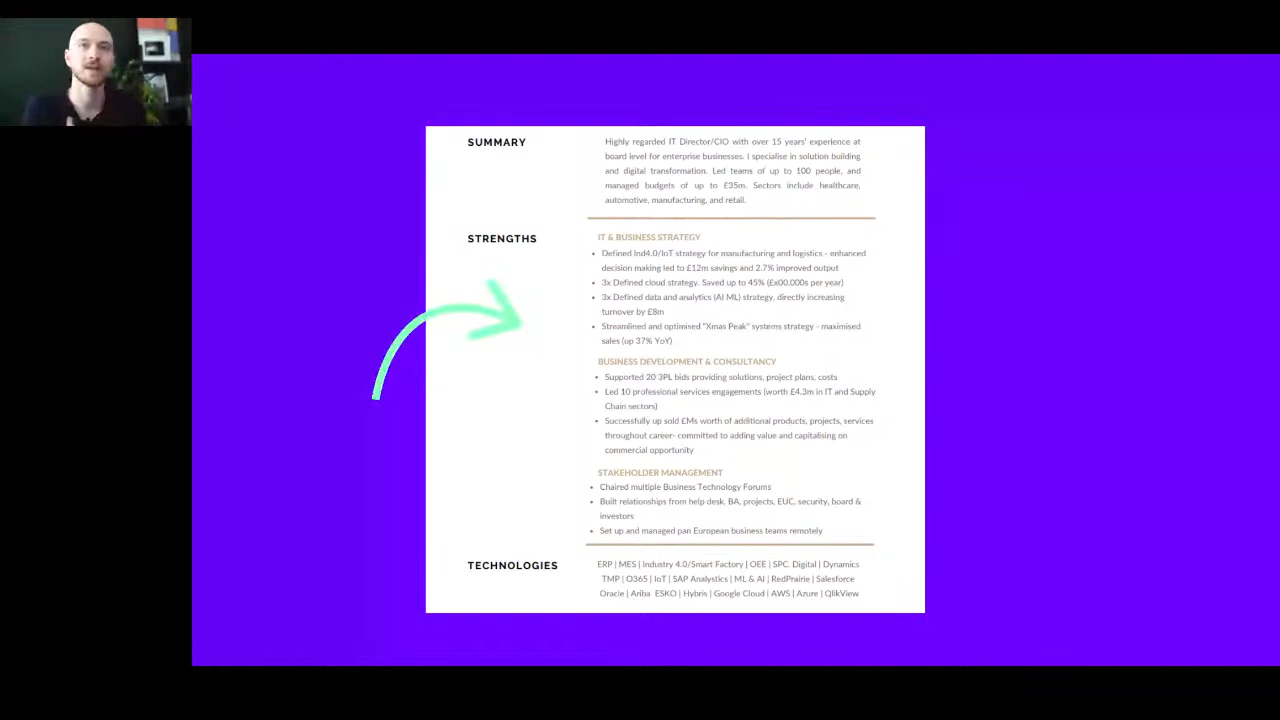 SUMMARY
Highly regarded IT Director/CIO with over 15 years' experience at
board level for enterprise businesses. I specialise in solution building
and digital transformation. Led teams of up to 100 people, and
managed budgets of up to £35m. Sectors include healthcare,
automotive, manufacturing, and retail.
STRENGTHS
IT & BUSINESS STRATEGY
• Defined Ind4.0/IoT strategy for manufacturing and logistics - enhanced
decision making led to £12m savings and 2.7% improved output
• 3x Defined cloud strategy. Saved up to 45% (£x00,000s per year)
• 3x Defined data and analytics (AI ML) strategy, directly increasing
turnover by £8m
• Streamlined and optimised "Xmas Peak" systems strategy - maximised
sales (up 37% YoY)
BUSINESS DEVELOPMENT & CONSULTANCY
• Supported 20 3PL bids providing solutions, project plans, costs
• Led 10 professional services engagements (worth £4.3m in IT and Supply
Chain sectors)
• Successfully up sold £Ms worth of additional products, projects, services
throughout career- committed to adding value and capitalising on
commercial opportunity
STAKEHOLDER MANAGEMENT
• Chaired multiple Business Technology Forums
• Built relationships from help desk, BA, projects, EUC, security, board &
investors
• Set up and managed pan European business teams remotely
TECHNOLOGIES
ERP | MES | Industry 4.0/Smart Factory | OEE | SPC. Digital | Dynamics
TMP | O365 | IoT | SAP Analystics | ML & AI | RedPrairie | Salesforce
Oracle | Ariba ESKO | Hybris | Google Cloud | AWS | Azure | QlikView